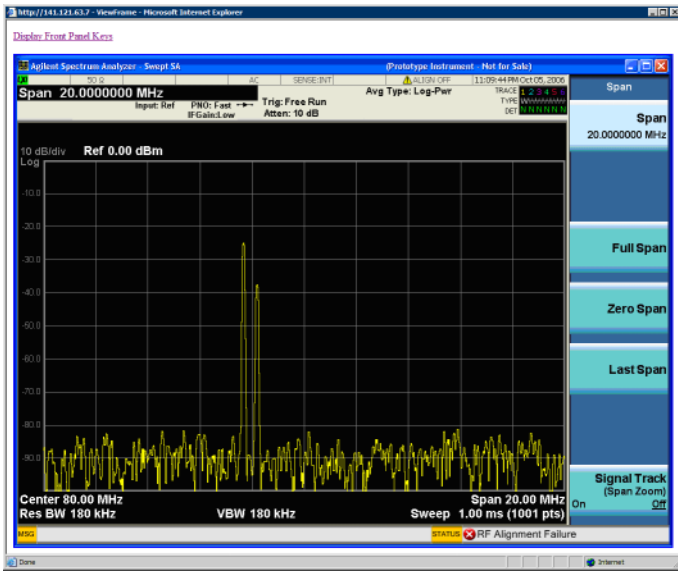 http://141.121.63.7 - ViewFrame - Microsoft Internet Explorer
Display Front Panel Keys
Agilent Spectrum Analyzer - Swept SA (Prototype Instrument - Not for Sale)
50 Ω AC SENSE:INT ALIGN OFF 11:09:44 PM Oct 05, 2006
Span 20.0000000 MHz
Input: Ref PNO: Fast IFGain:Low
Trig: Free Run
Atten: 10 dB
Avg Type: Log-Pwr
TRACE 1 2 3 4 5 6
TYPE
DET N N N N N N
10 dB/div Ref 0.00 dBm
Log
-10.0
-20.0
-30.0
-40.0
-50.0
-60.0
-70.0
-80.0
-90.0
Center 80.00 MHz Span 20.00 MHz
Res BW 180 kHz VBW 180 kHz Sweep 1.00 ms (1001 pts)
MSG STATUS RF Alignment Failure
Span
Span
20.0000000 MHz
Full Span
Zero Span
Last Span
Signal Track
(Span Zoom)
On Off
Done Internet